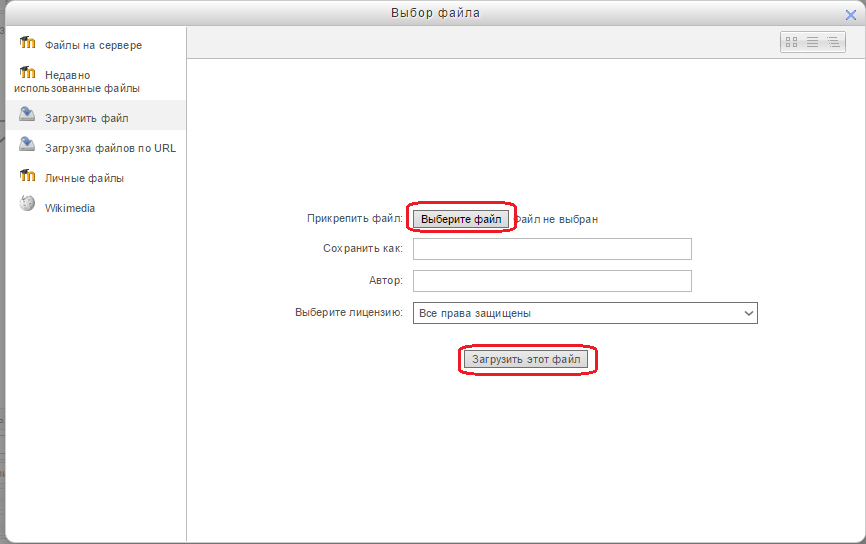 Выбор файла
Файлы на сервере
Недавно
использованные файлы
Загрузить файл
Загрузка файлов по URL
Личные файлы
Wikimedia
Прикрепить файл: Выберите файл Файл не выбран
Сохранить как:
Автор:
Выберите лицензию: Все права защищены
Загрузить этот файл